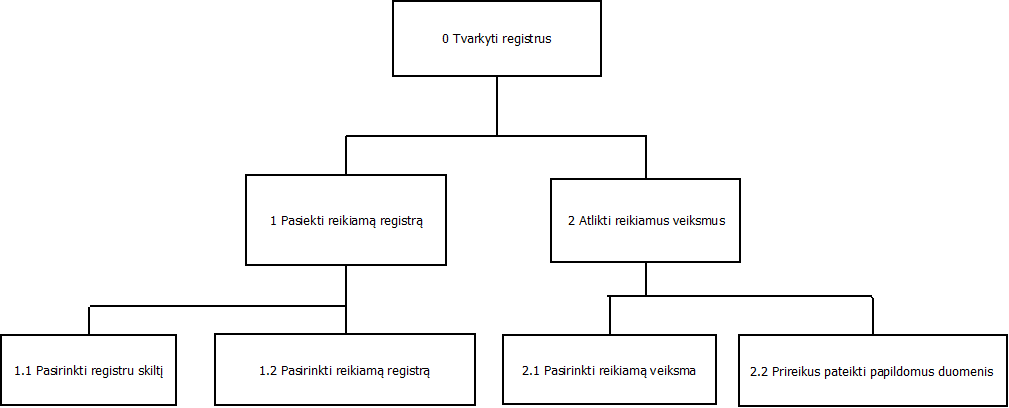 0 Tvarkyti registrus
1 Pasiekti reikiamą registrą
2 Atlikti reikiamus veiksmus
1.1 Pasirinkti registru skiltį
1.2 Pasirinkti reikiamą registrą
2.1 Pasirinkti reikiamą veiksma
2.2 Prireikus pateikti papildomus duomenis